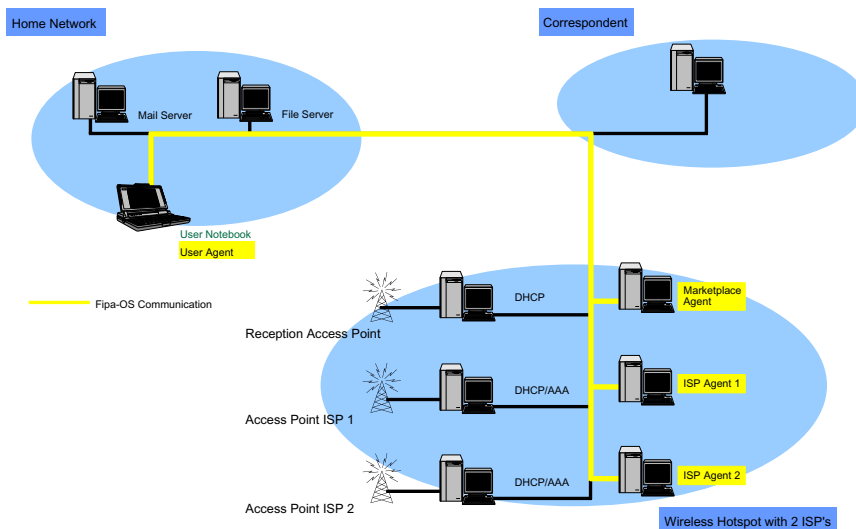 Home Network
Correspondent
Mail Server
File Server
User Notebook
User Agent
Fipa-OS Communication
DHCP
Marketplace
Agent
Reception Access Point
DHCP/AAA
ISP Agent 1
Access Point ISP 1
DHCP/AAA
ISP Agent 2
Access Point ISP 2
Wireless Hotspot with 2 ISP's